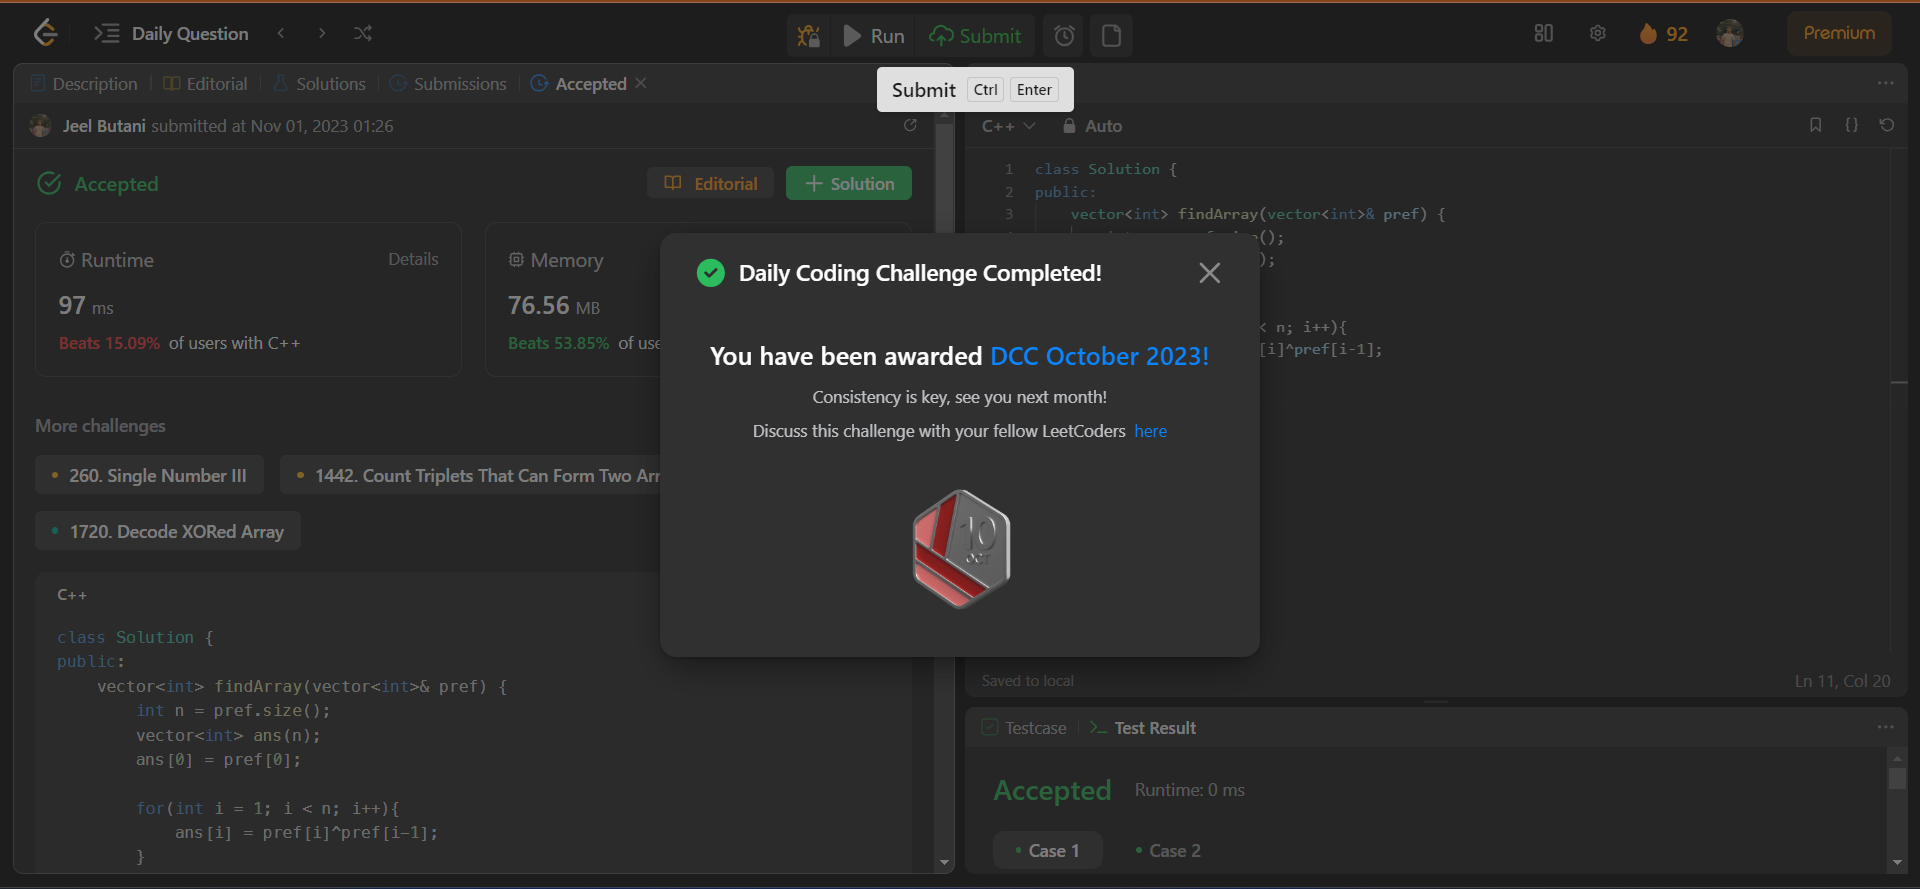 Daily Question
Run
Submit
92
Premium
Submit Ctrl Enter
Description
Editorial
Solutions
Submissions
Accepted
Jeel Butani submitted at Nov 01, 2023 01:26
Accepted
Editorial
Solution
Runtime
Details
97 ms
Beats 15.09% of users with C++
Memory
76.56 MB
Beats 53.85% of use
More challenges
260. Single Number III
1442. Count Triplets That Can Form Two Arr
1720. Decode XORed Array
C++
class Solution {
public:
vector<int> findArray(vector<int>& pref) {
int n = pref.size();
vector<int> ans(n);
ans[0] = pref[0];
for(int i = 1; i < n; i++){
ans[i] = pref[i]^pref[i-1];
}
Daily Coding Challenge Completed!
You have been awarded DCC October 2023!
Consistency is key, see you next month!
Discuss this challenge with your fellow LeetCoders here
10
OCT
C++
Auto
1 class Solution {
2 public:
3 vector<int> findArray(vector<int>& pref) {
();
);
< n; i++){
[i]^pref[i-1];
Saved to local
Ln 11, Col 20
Testcase
Test Result
Accepted
Runtime: 0 ms
Case 1
Case 2